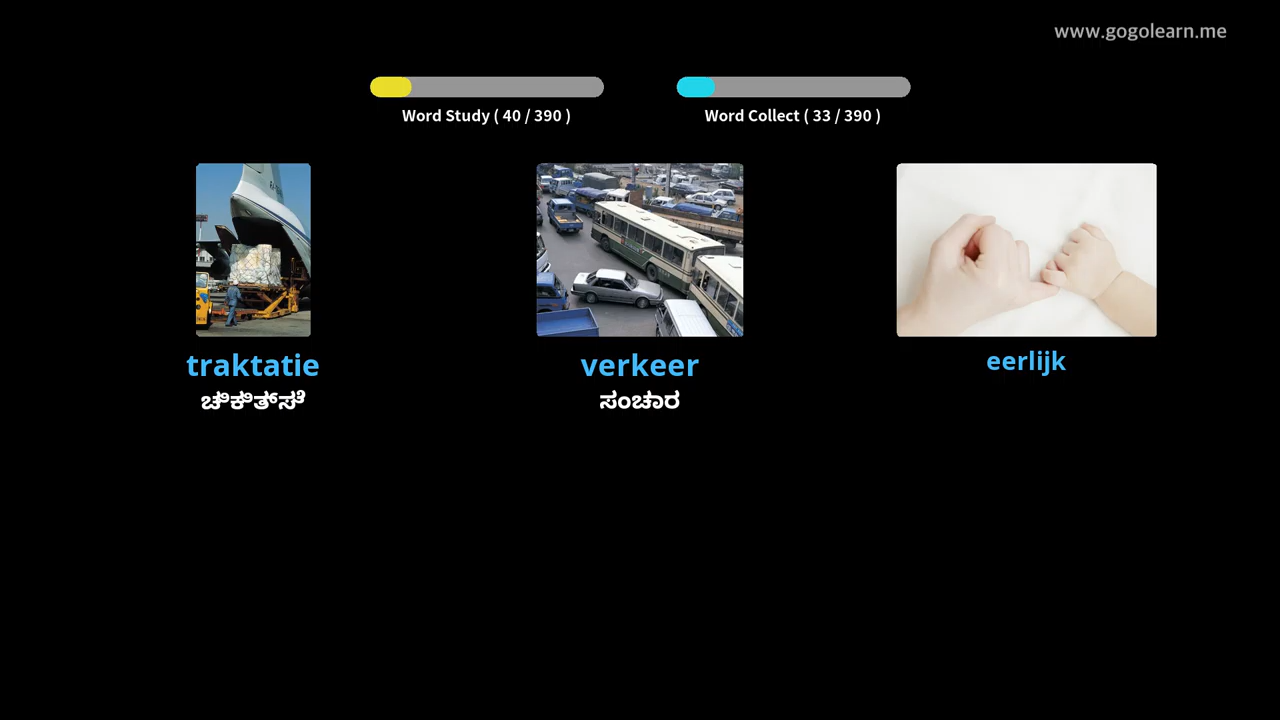 www.gogolearn.me
Word Study ( 40 / 390 )
Word Collect ( 33 / 390 )
traktatie
ಚಿಕಿತ್ಸೆ
verkeer
ಸಂಚಾರ
eerlijk